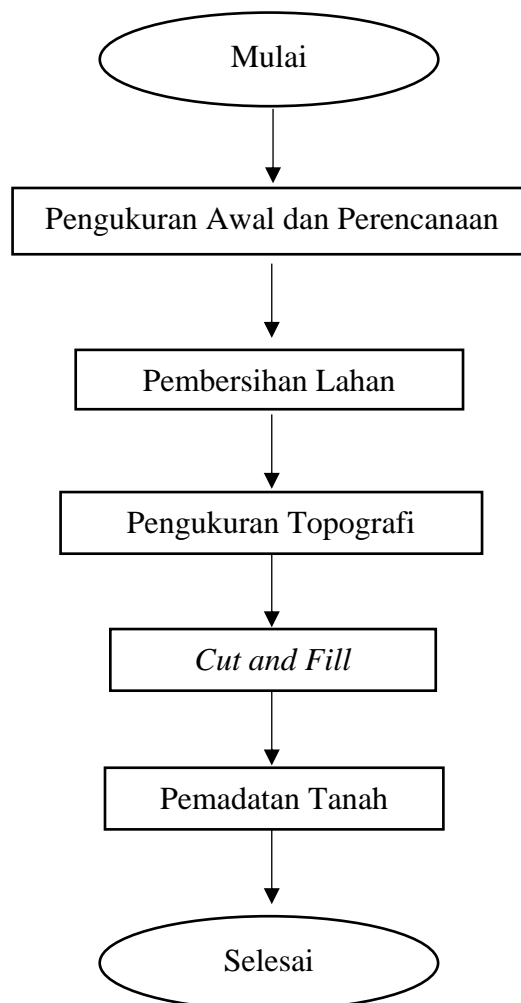 Mulai
Pengukuran Awal dan Perencanaan
Pembersihan Lahan
Pengukuran Topografi
Cut and Fill
Pemadatan Tanah
Selesai